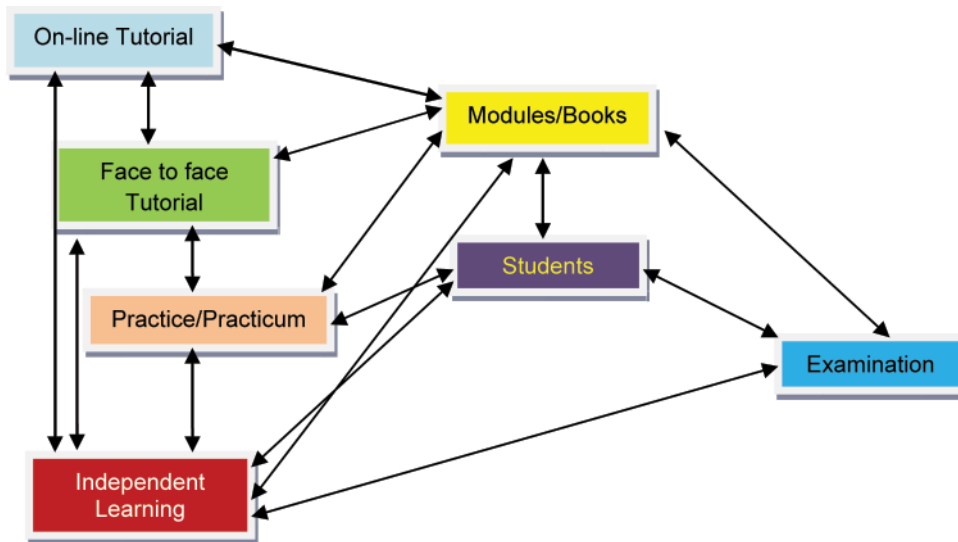 On-line Tutorial
Modules/Books
Face to face
Tutorial
Students
Practice/Practicum
Examination
Independent
Learning